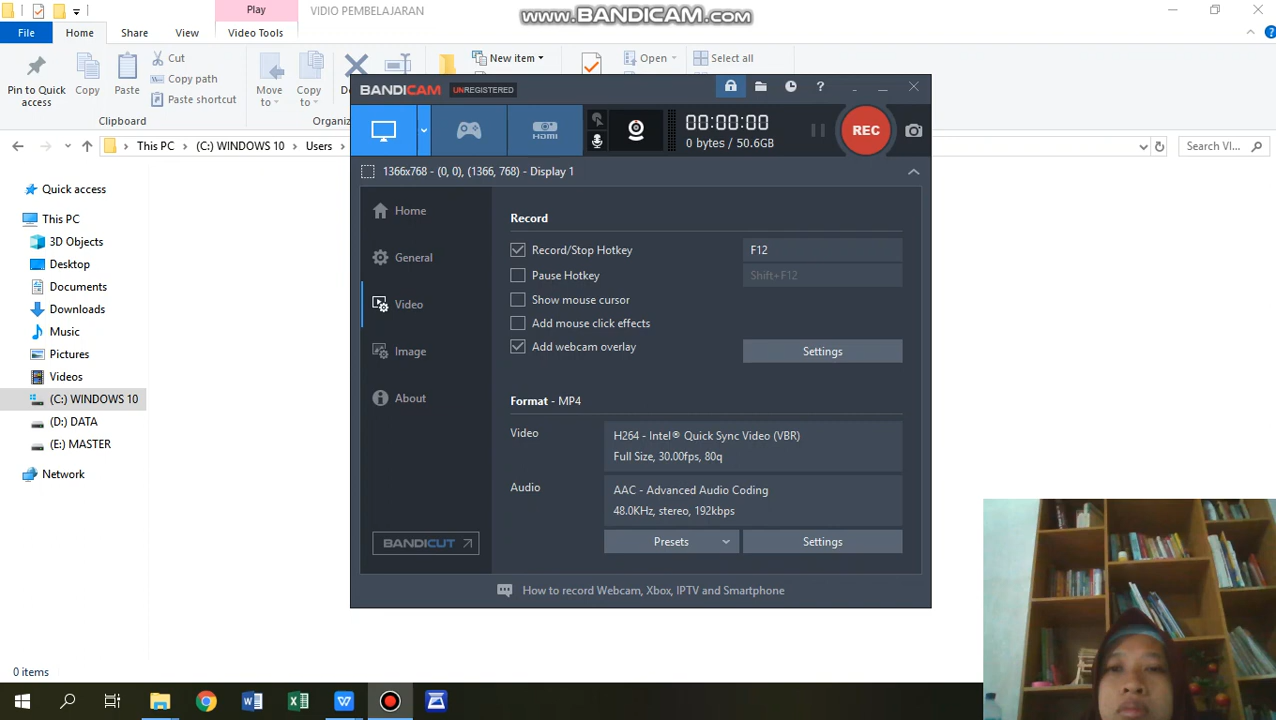 Play
VIDIO PEMBELAJARAN
www.BANDICAM.com
File
Home
Share
View
Video Tools
Pin to Quick
access
Copy
Paste
Cut
Copy path
Paste shortcut
Clipboard
Move
to
Copy
to
Organiz
New item
Open
Select all
This PC
(C:) WINDOWS 10
Users
Search VI...
Quick access
This PC
3D Objects
Desktop
Documents
Downloads
Music
Pictures
Videos
(C:) WINDOWS 10
(D:) DATA
(E:) MASTER
Network
0 items
BANDICAM
UNREGISTERED
HDMI
00:00:00
0 bytes / 50.6GB
REC
1366x768 - (0, 0), (1366, 768) - Display 1
Home
General
Video
Image
About
BANDICUT
Record
Record/Stop Hotkey
F12
Pause Hotkey
Shift+F12
Show mouse cursor
Add mouse click effects
Add webcam overlay
Settings
Format - MP4
Video
H264 - Intel® Quick Sync Video (VBR)
Full Size, 30.00fps, 80q
Audio
AAC - Advanced Audio Coding
48.0KHz, stereo, 192kbps
Presets
Settings
How to record Webcam, Xbox, IPTV and Smartphone